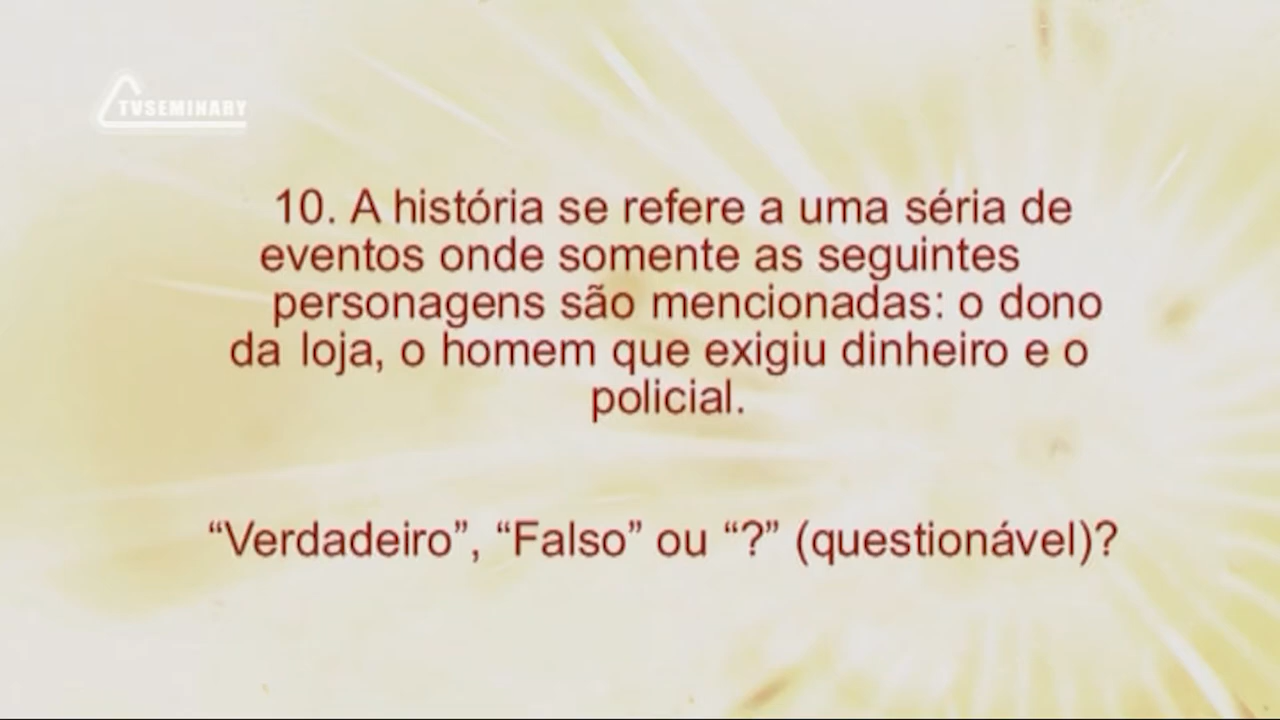 TVSEMINARY
10. A história se refere a uma séria de
eventos onde somente as seguintes
personagens são mencionadas: o dono
da loja, o homem que exigiu dinheiro e o
policial.
“Verdadeiro”, “Falso” ou “?” (questionável)?